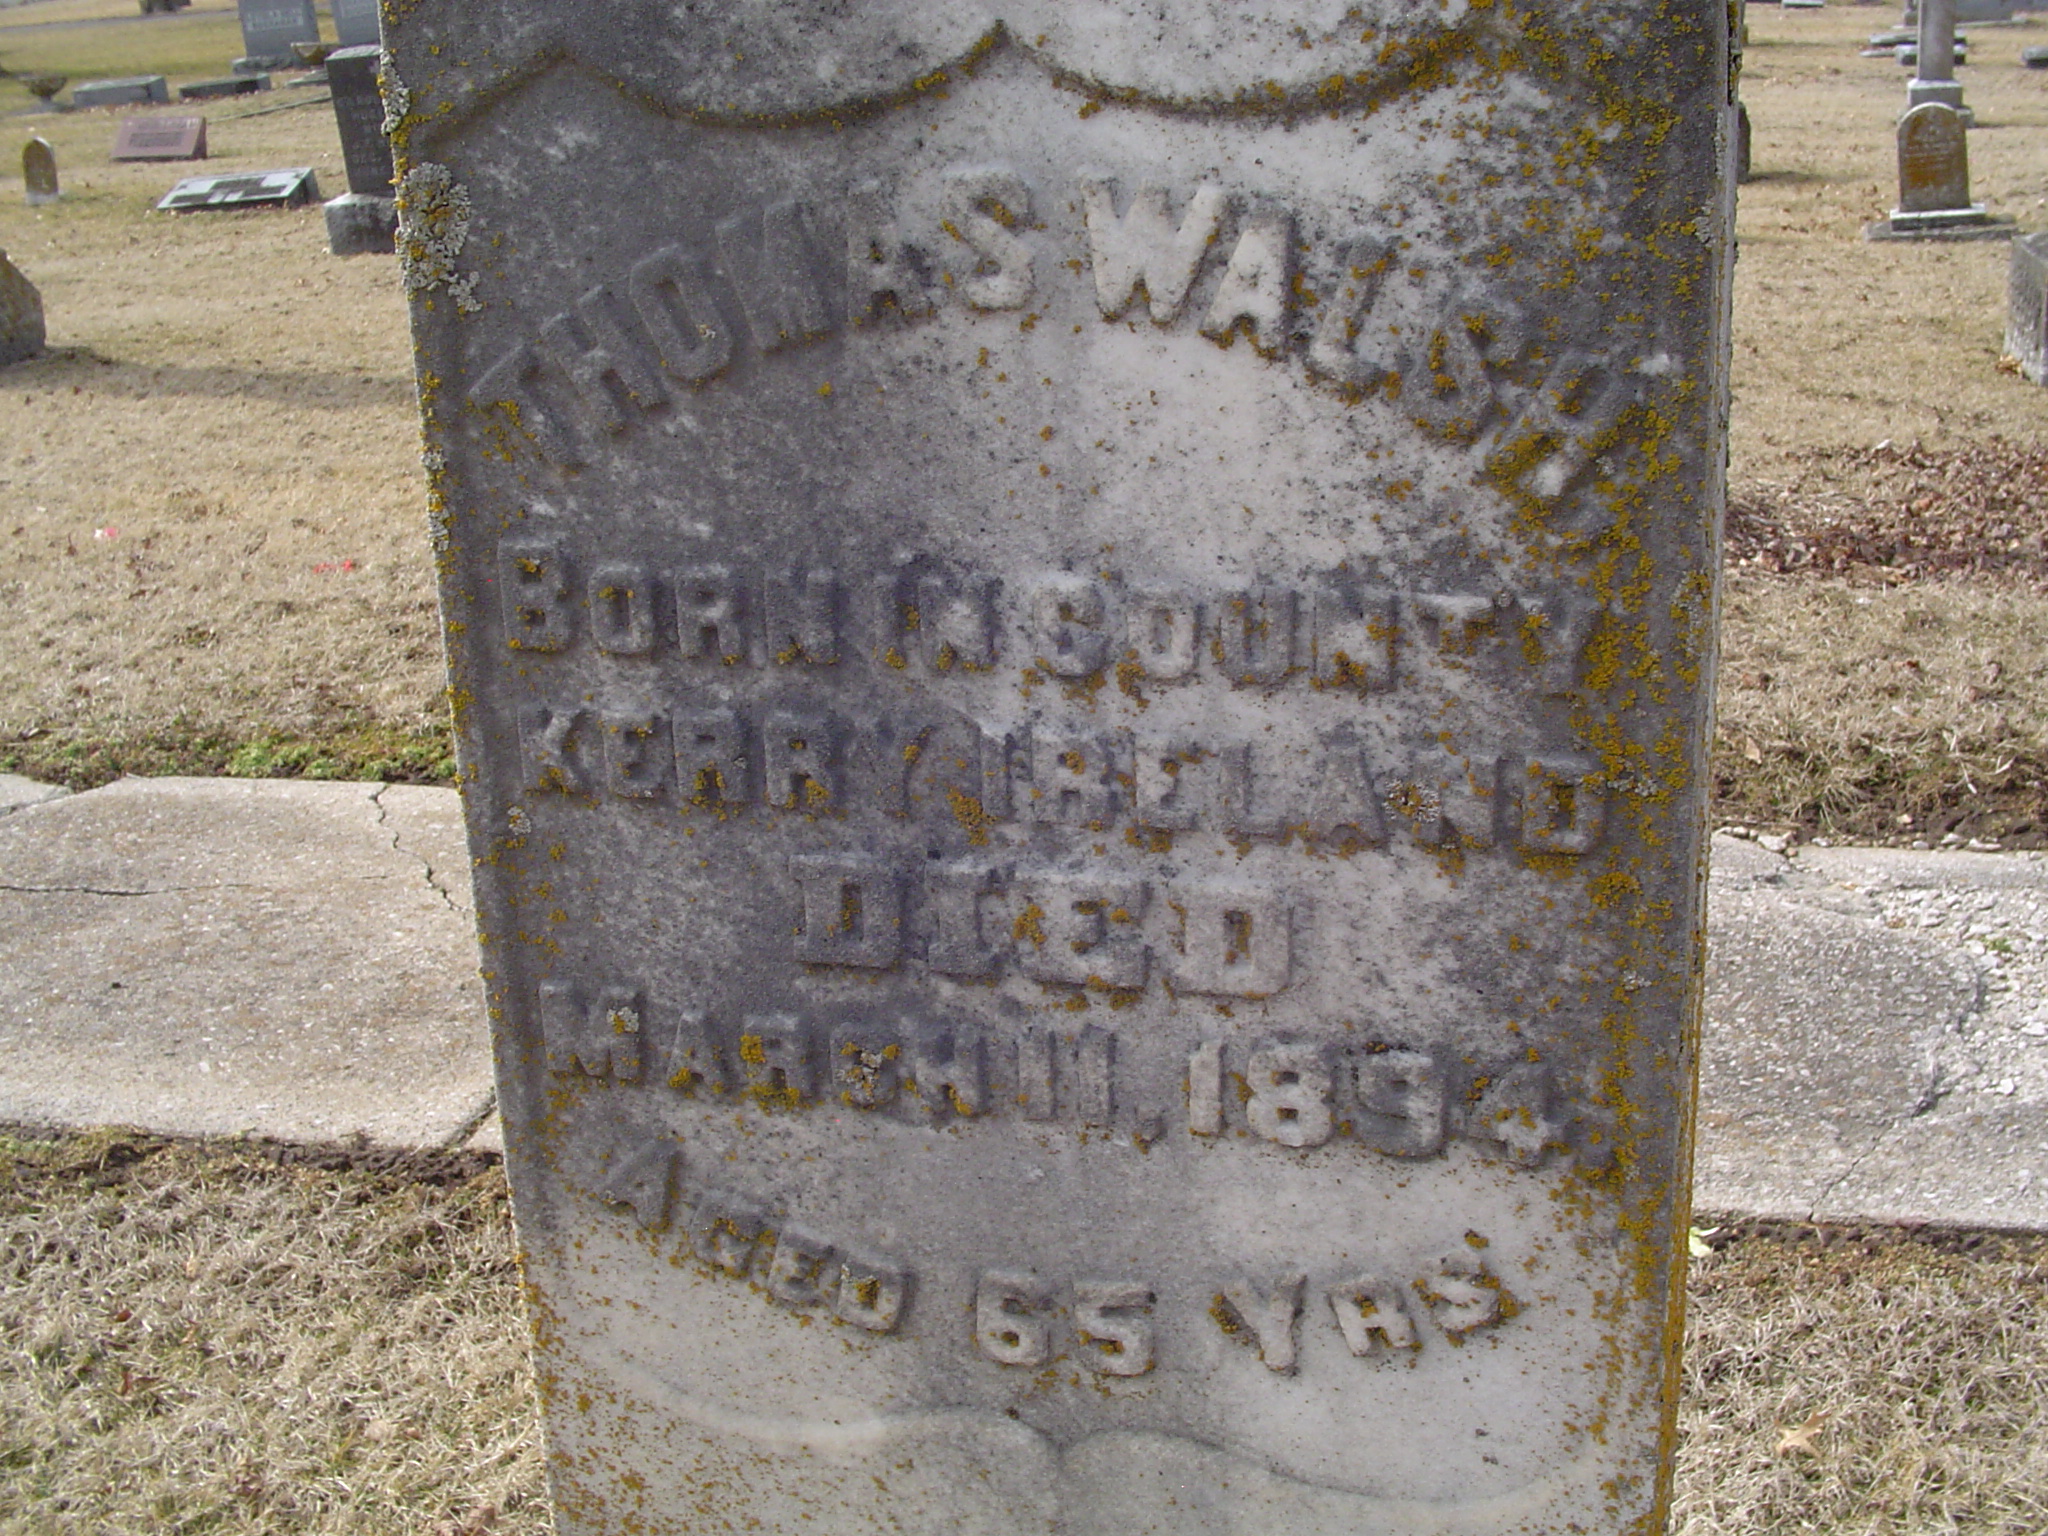 THOMAS WALSH
BORN IN COUNTY
KERRY IRELAND
DIED
MARCH 11, 1894.
AGED 65 YRS